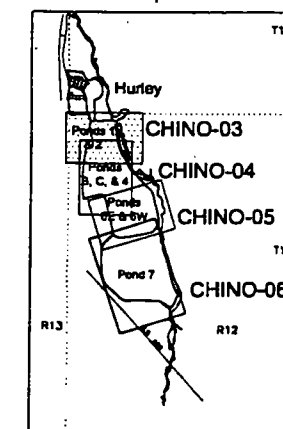 T1
Hurley
Ponds 1
CHINO-03
Ponds
B, C, & 4
CHINO-04
Ponds
6E & 6W
CHINO-05
T1
Pond 7
CHINO-06
R13
R12